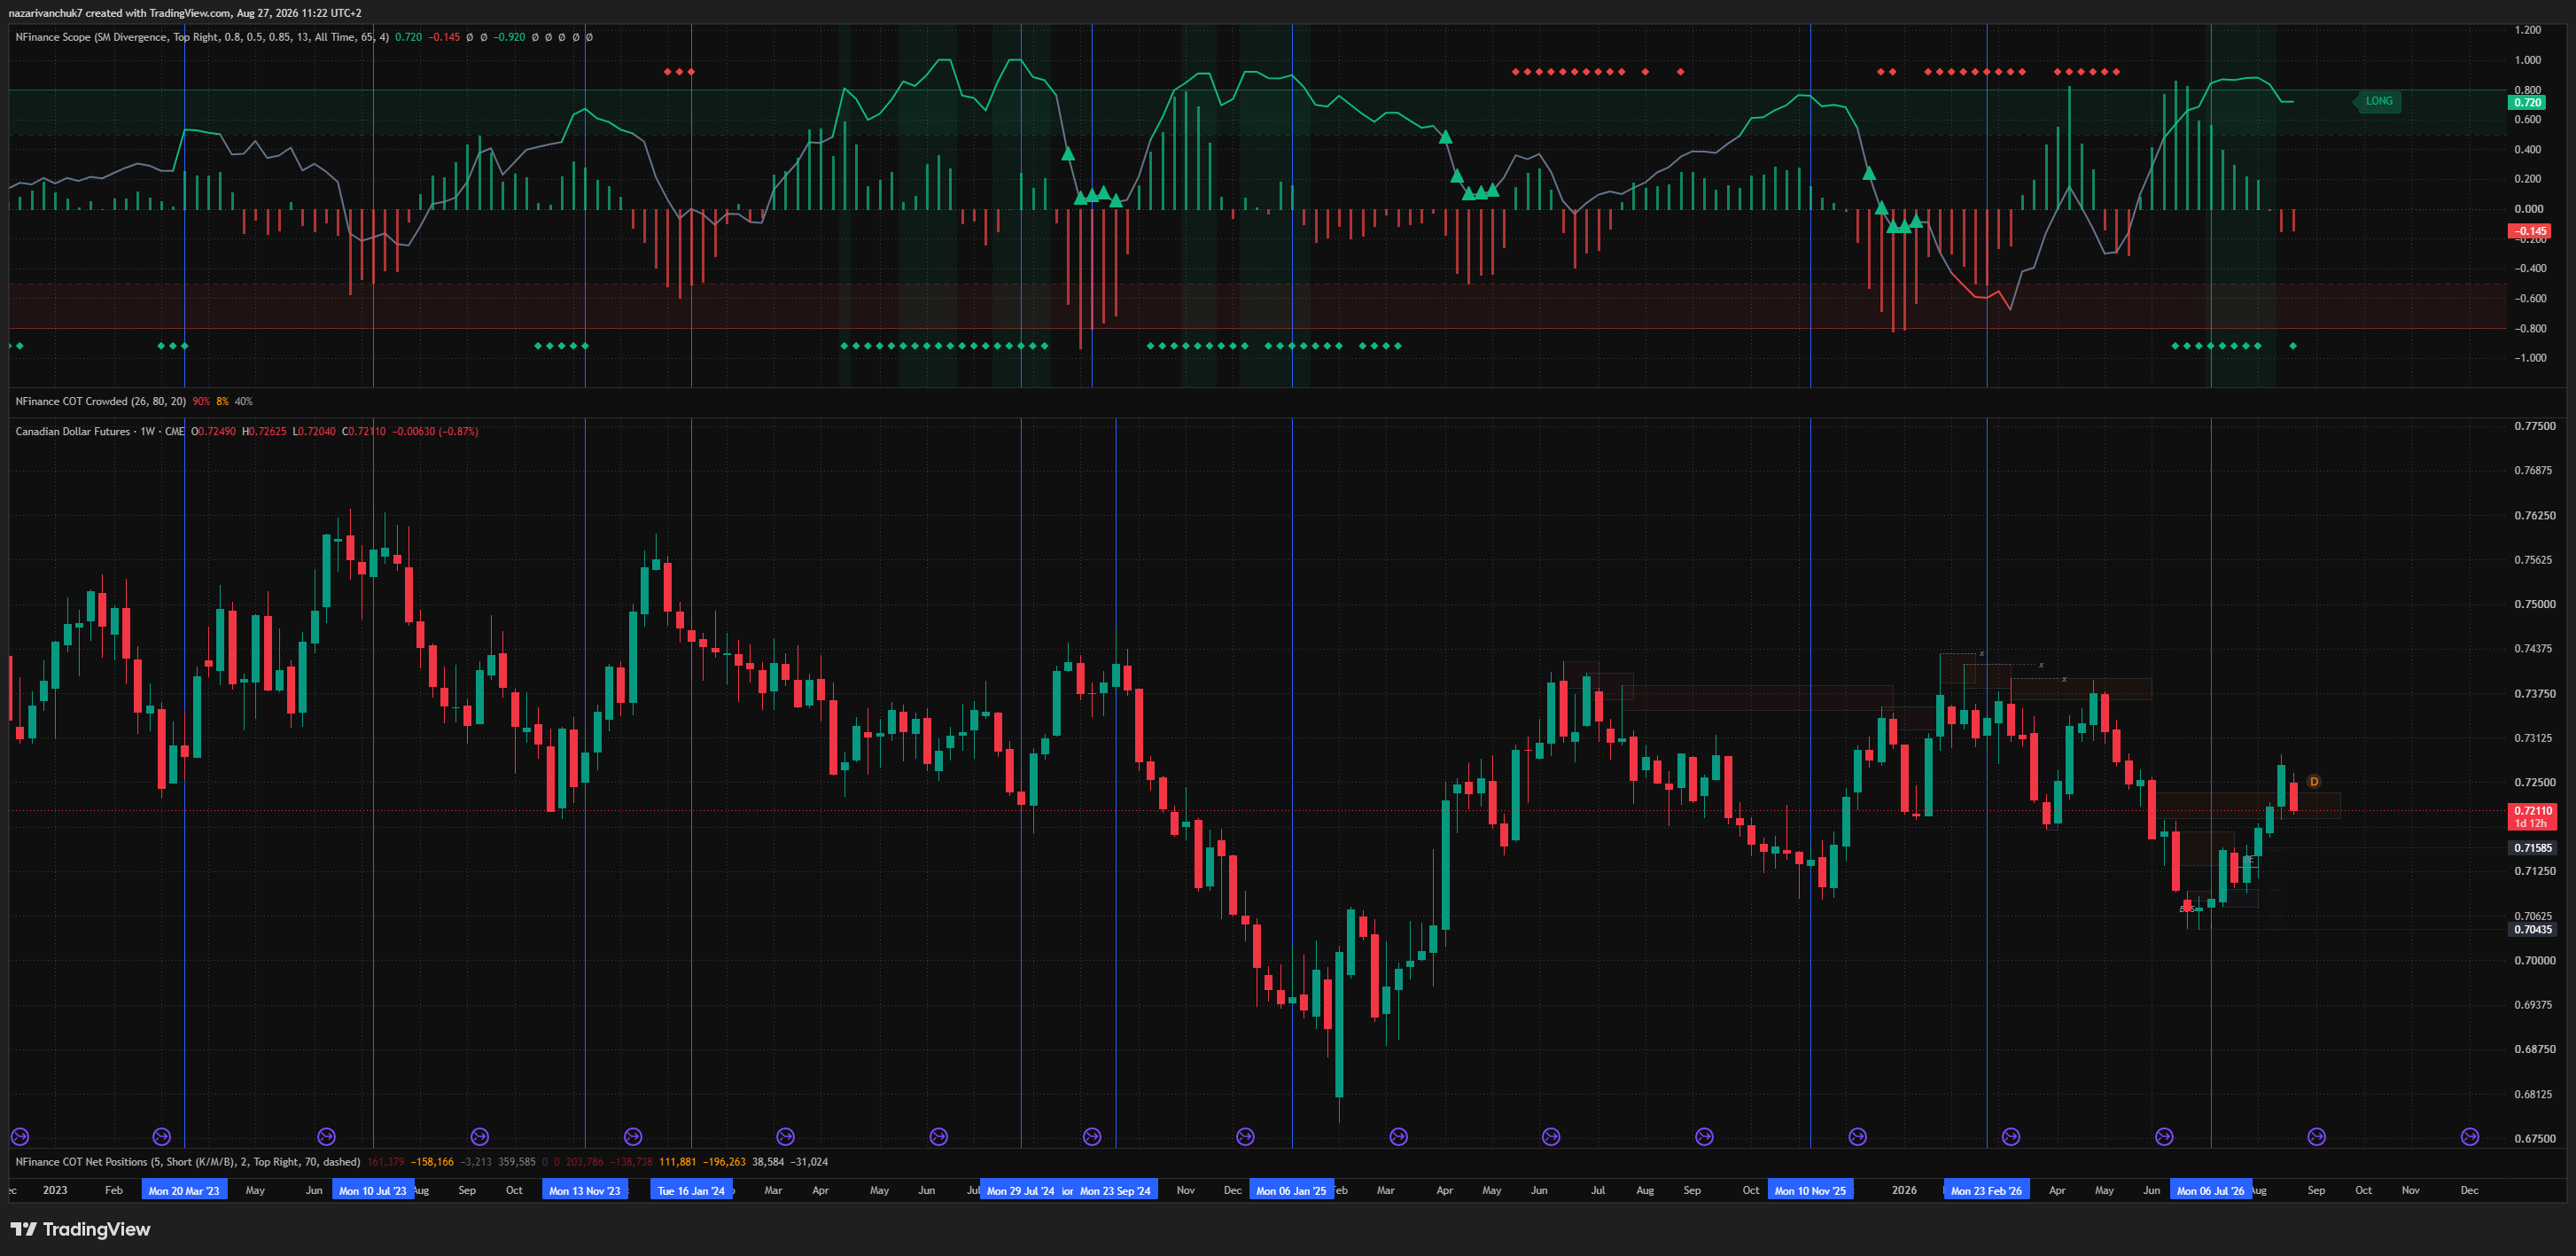 nazarivanchuk7 created with TradingView.com, Aug 27, 2026 11:22 UTC+2
NFinance Scope (SM Divergence, Top Right, 0.8, 0.5, 0.85, 13, All Time, 65, 4) 0.720 −0.145 Ø Ø −0.920 Ø Ø Ø Ø Ø
1.200
1.000
0.800
LONG
0.720
0.600
0.400
0.200
0.000
−0.145
−0.200
−0.400
−0.600
−0.800
−1.000
NFinance COT Crowded (26, 80, 20) 90% 8% 40%
Canadian Dollar Futures · 1W · CME O0.72490 H0.72625 L0.72040 C0.72110 −0.00630 (−0.87%)
0.77500
0.76875
0.76250
0.75625
0.75000
0.74375
x
x
x
0.73750
0.73125
D
0.72500
0.72110
1d 12h
0.71585
0.71250
0.70625
0.70435
0.70000
0.69375
0.68750
0.68125
0.67500
NFinance COT Net Positions (5, Short (K/M/B), 2, Top Right, 70, dashed) 161,379 −158,166 −3,213 359,585 0 0 203,786 −138,738 111,881 −196,263 38,584 −31,024
2023 Feb Mon 20 Mar '23 May Jun Mon 10 Jul '23 Aug Sep Oct Mon 13 Nov '23 Tue 16 Jan '24 Mar Apr May Jun Jul Mon 29 Jul '24 Mon 23 Sep '24 Nov Dec Mon 06 Jan '25 Feb Mar Apr May Jun Jul Aug Sep Oct Mon 10 Nov '25 2026 Mon 23 Feb '26 Apr May Jun Mon 06 Jul '26 Aug Sep Oct Nov Dec
TradingView